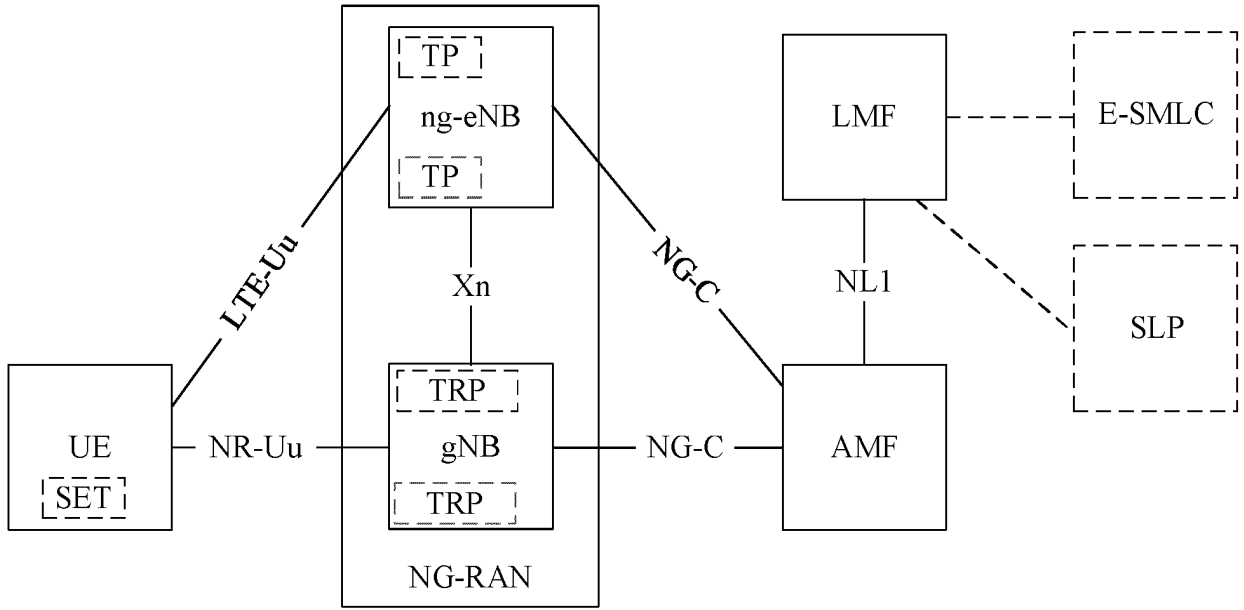 TP
ng-eNB
TP
LMF
E-SMLC
LTE-Uu
Xn
NG-C
NL1
SLP
UE
SET
NR-Uu
TRP
gNB
TRP
NG-C
AMF
NG-RAN